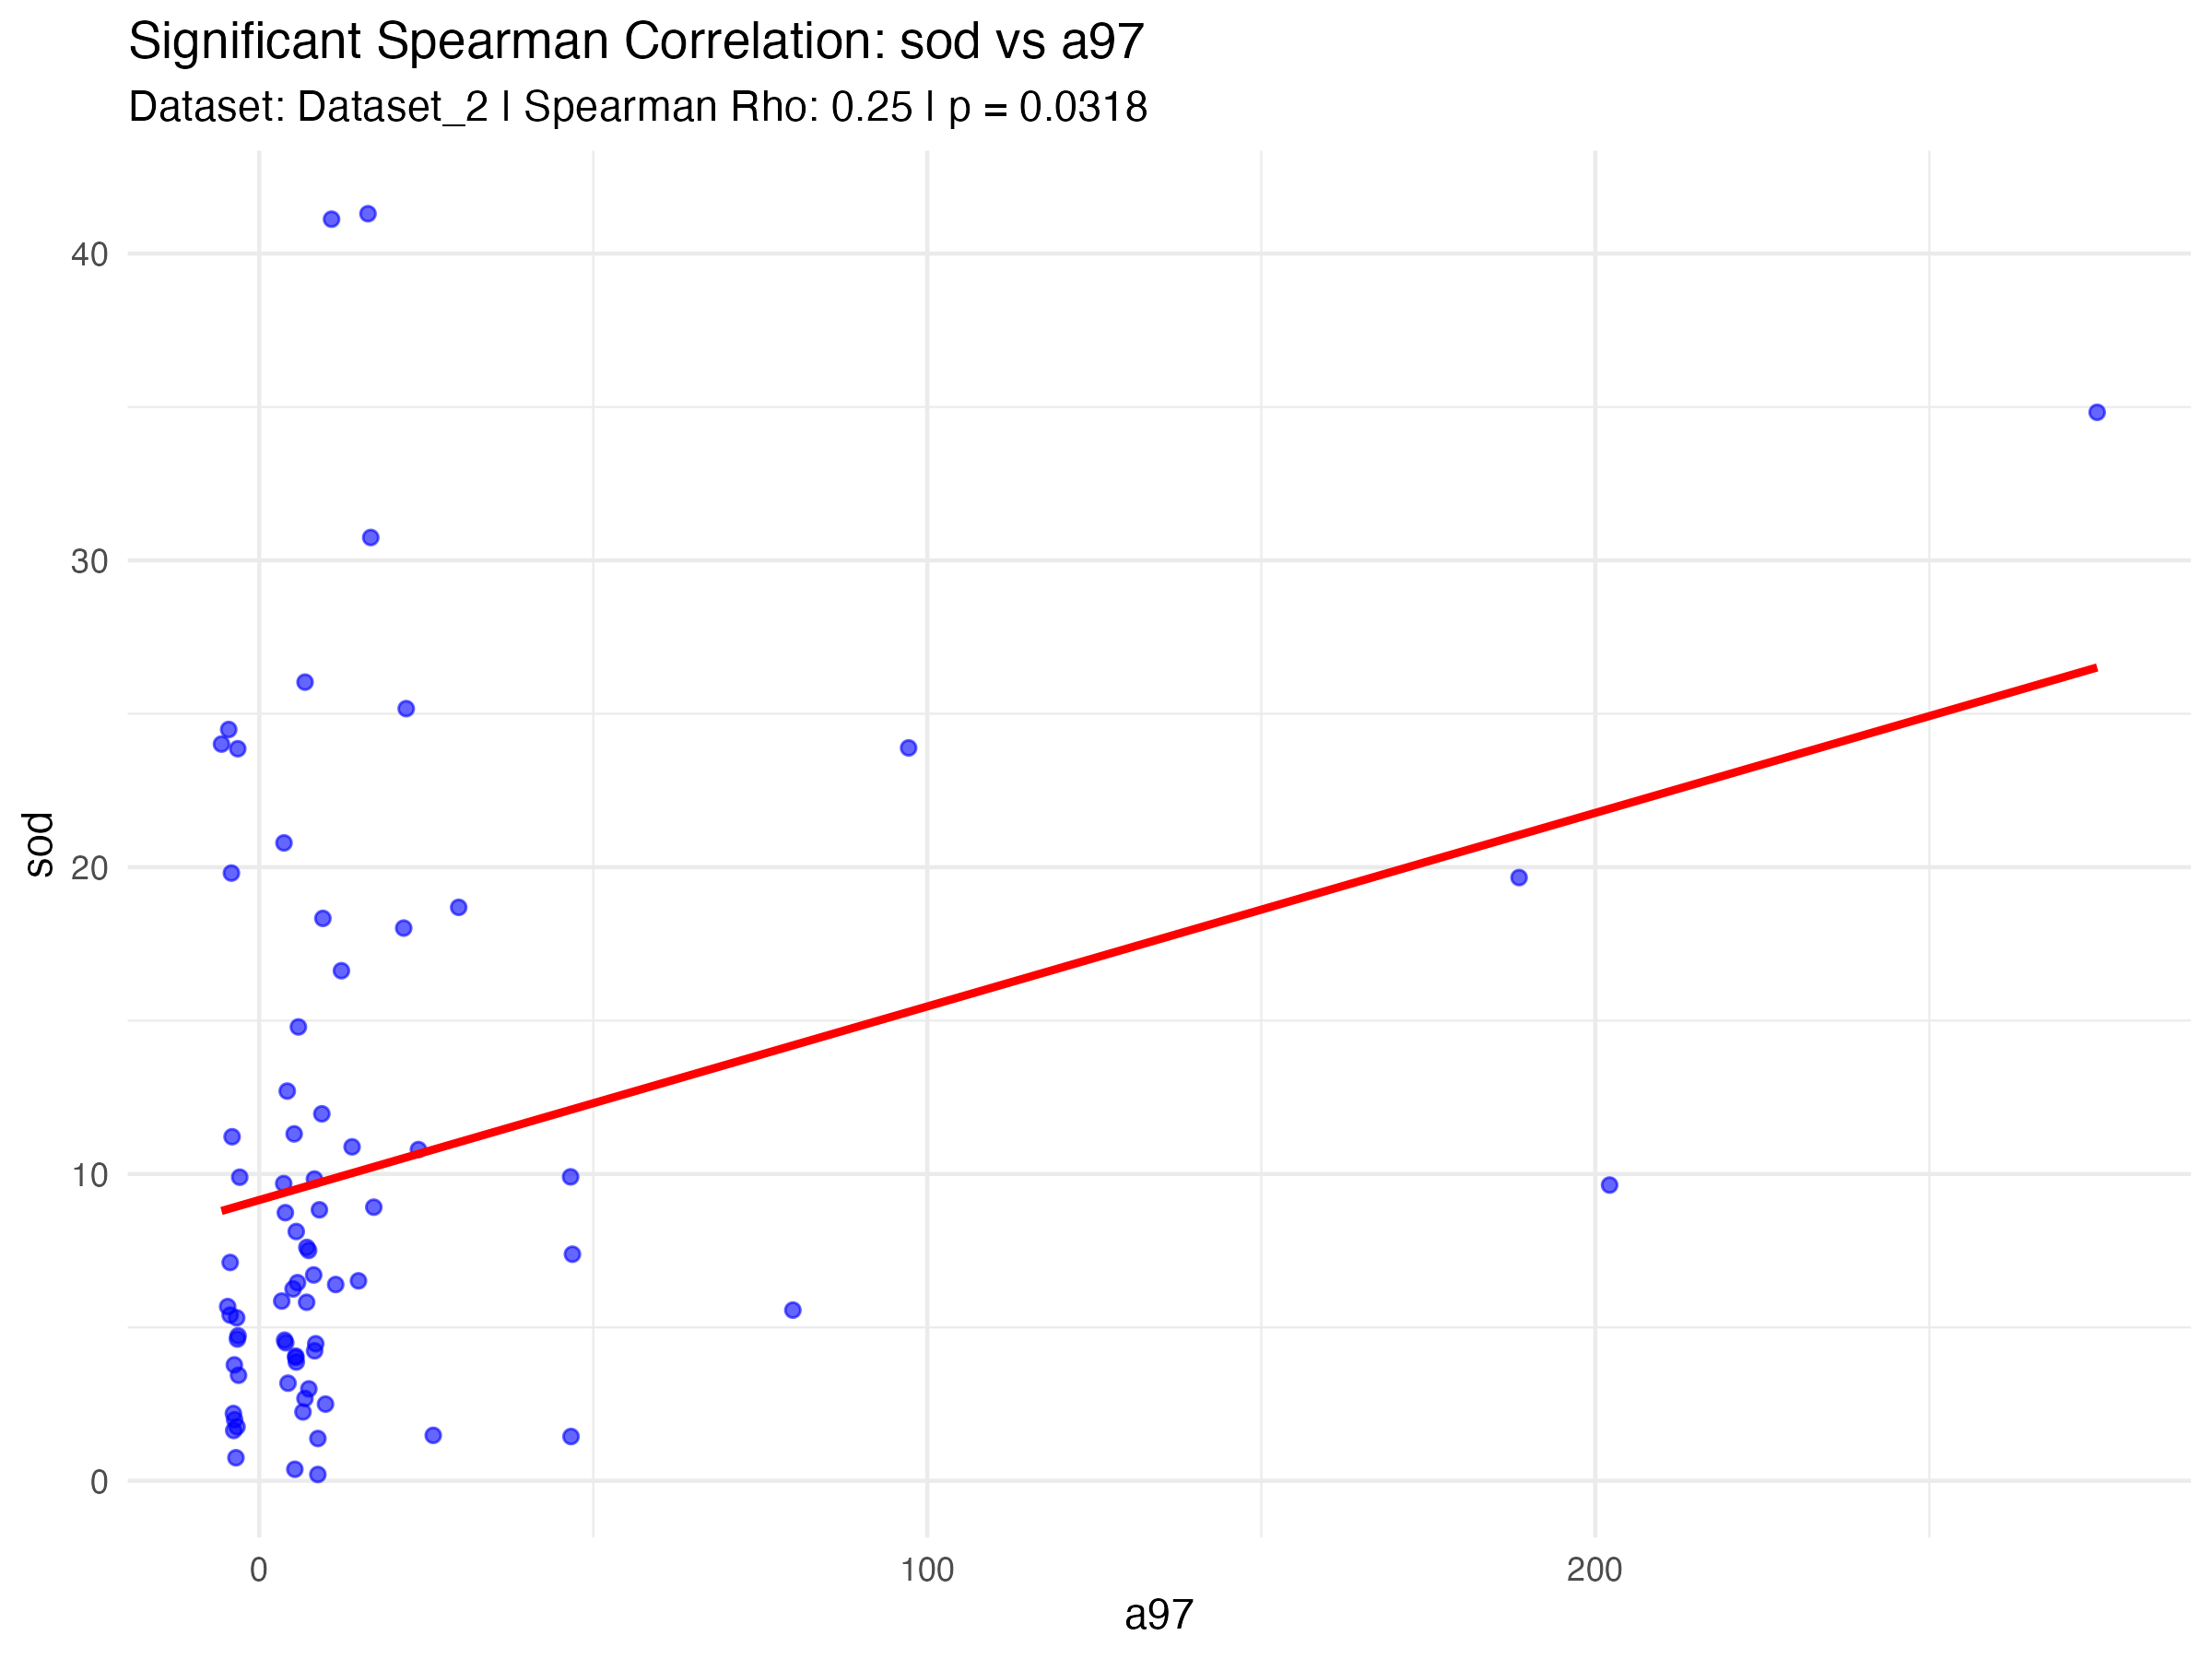 Significant Spearman Correlation: sod vs a97
Dataset: Dataset_2 | Spearman Rho: 0.25 | p = 0.0318
40
30
20
10
0
sod
0 100 200
a97